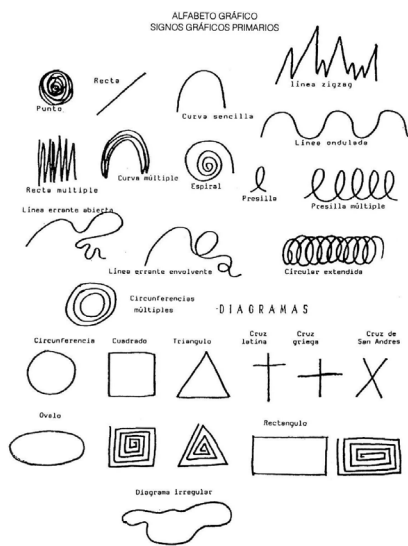 ALFABETO GRÁFICO
SIGNOS GRÁFICOS PRIMARIOS
Punto
Recta
Curva sencilla
línea zigzag
Línea ondulada
Recta multiple
Curva múltiple
Espiral
Presilla
Presilla múltiple
Línea errante abierta
Línea errante envolvente
Circular extendida
Circunferencias
múltiples
DIAGRAMAS
Circunferencia
Cuadrado
Triangulo
Cruz
latina
Cruz
griega
Cruz de
San Andres
Ovalo
Rectangulo
Diagrama Irregular